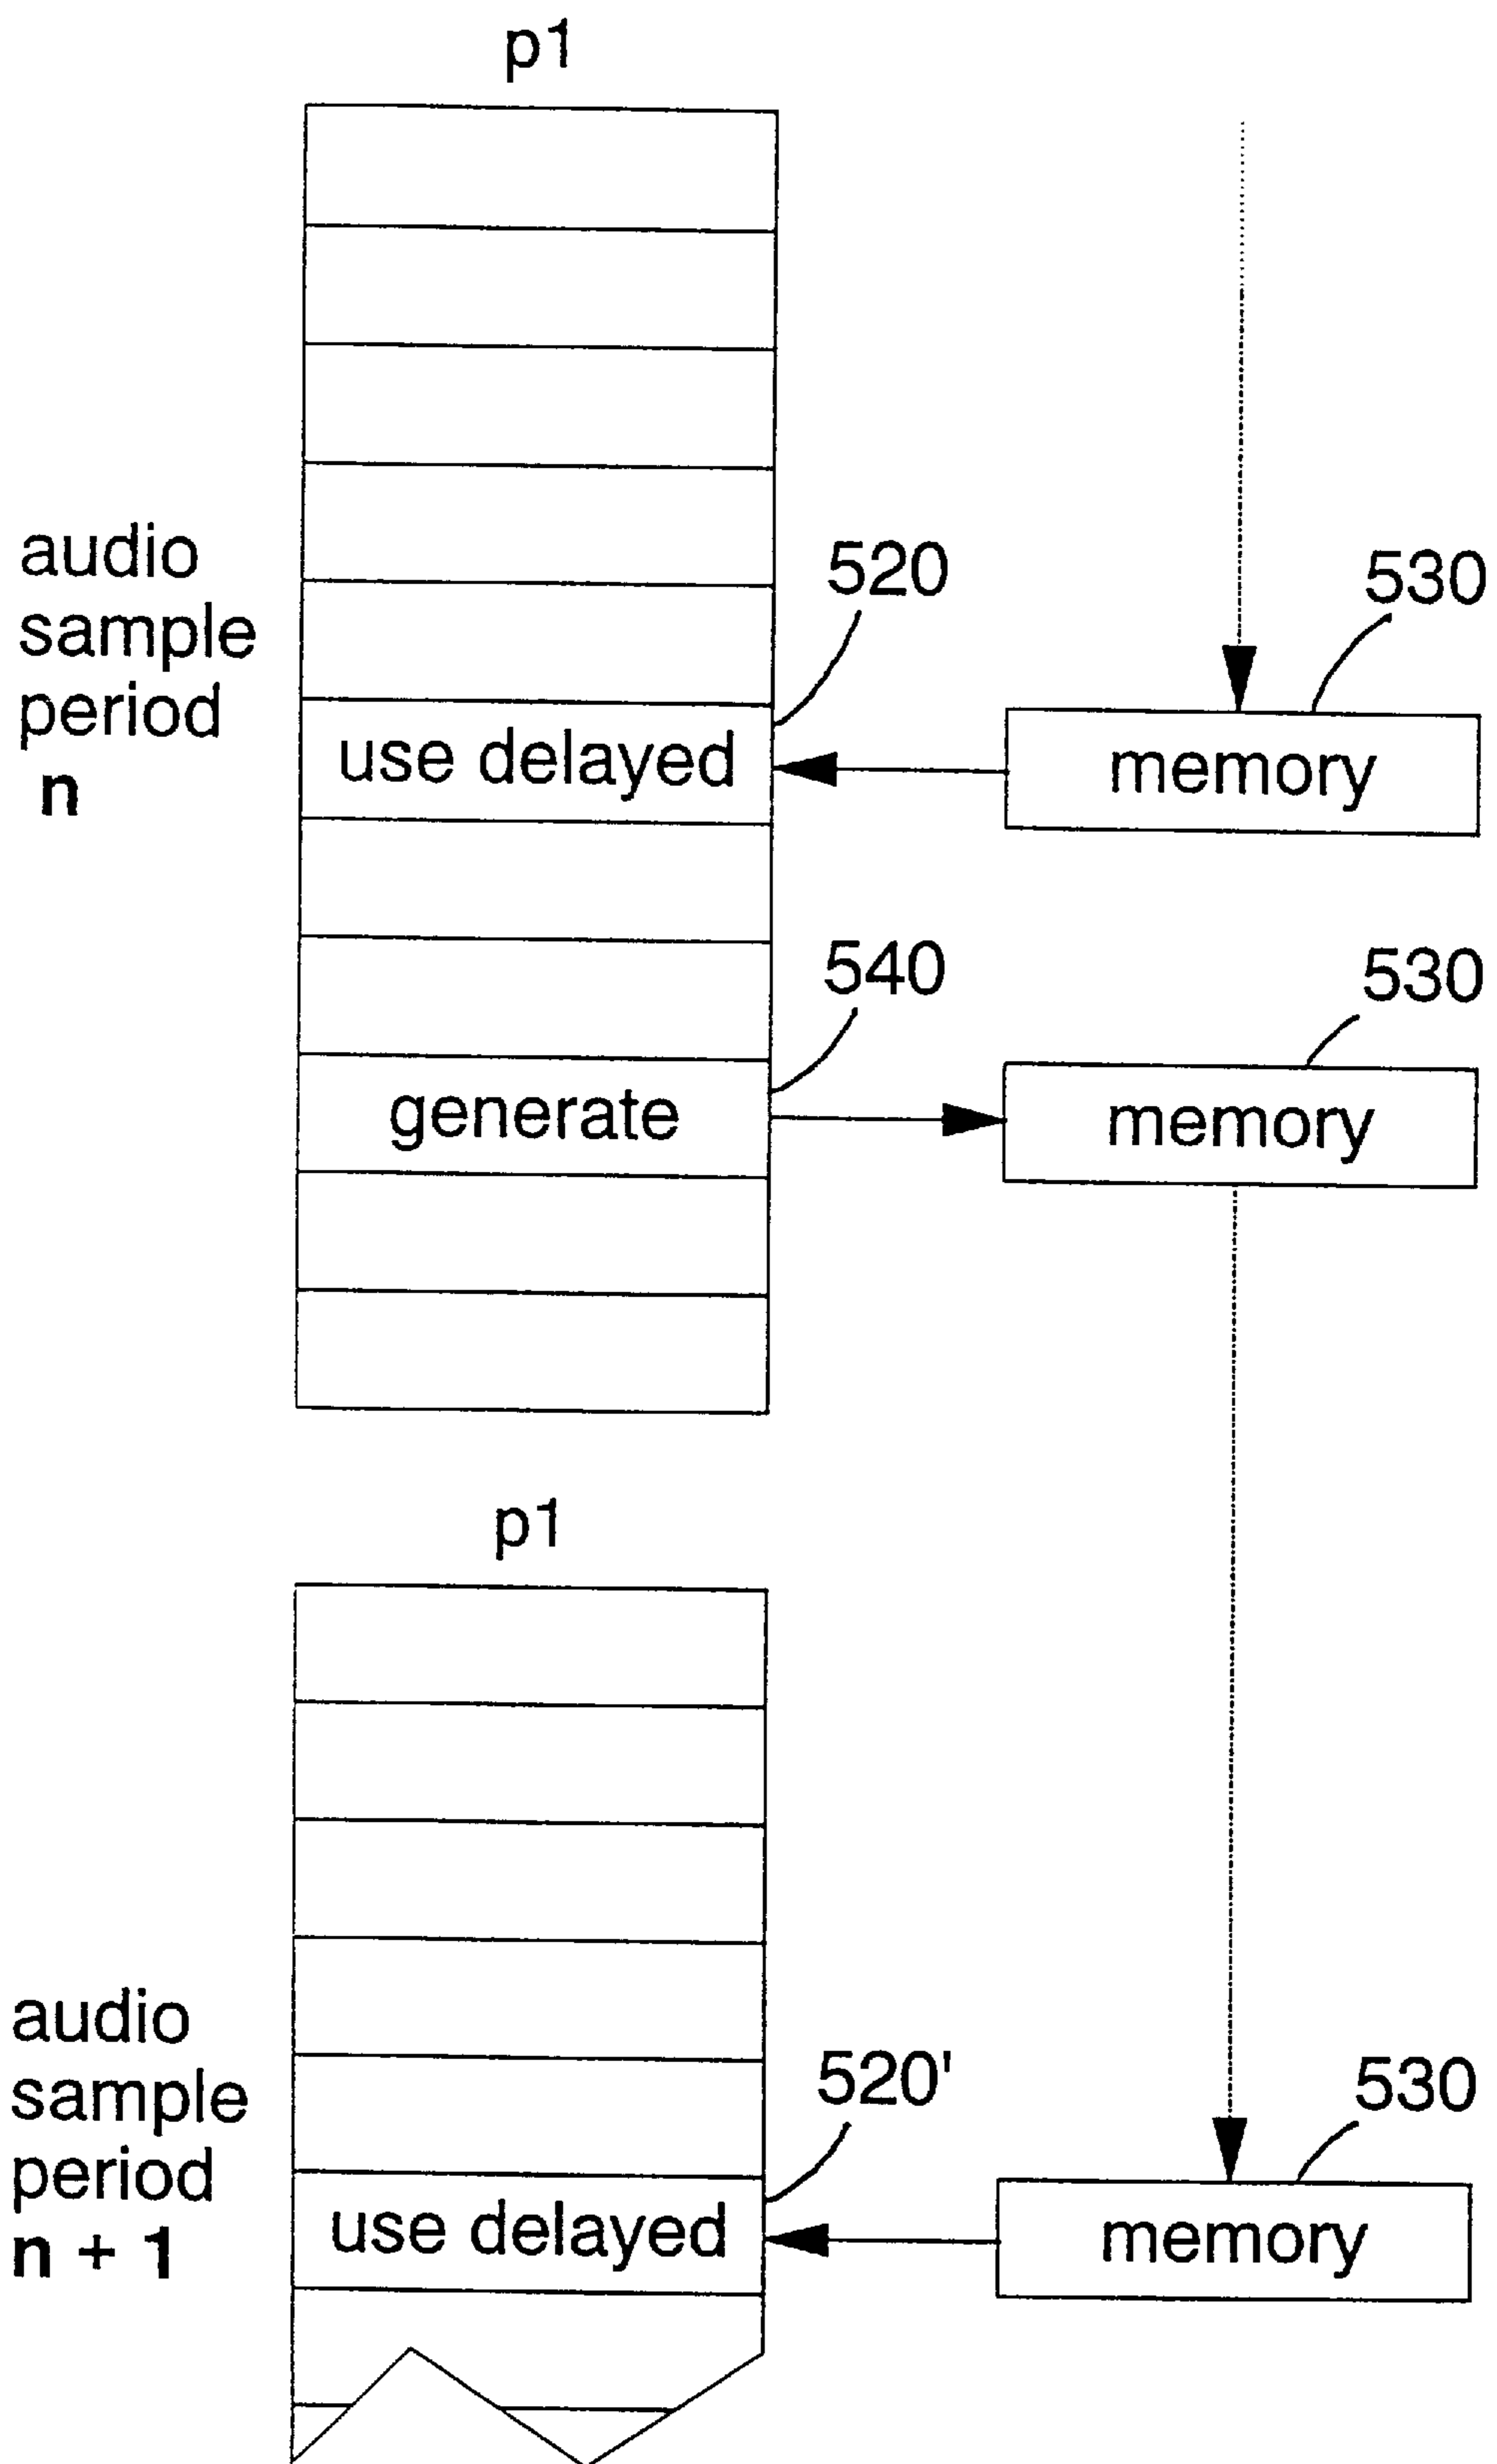 p1
audio
sample
period
n
520
530
use delayed
memory
540
530
generate
memory
p1
audio
sample
period
n + 1
520'
530
use delayed
memory